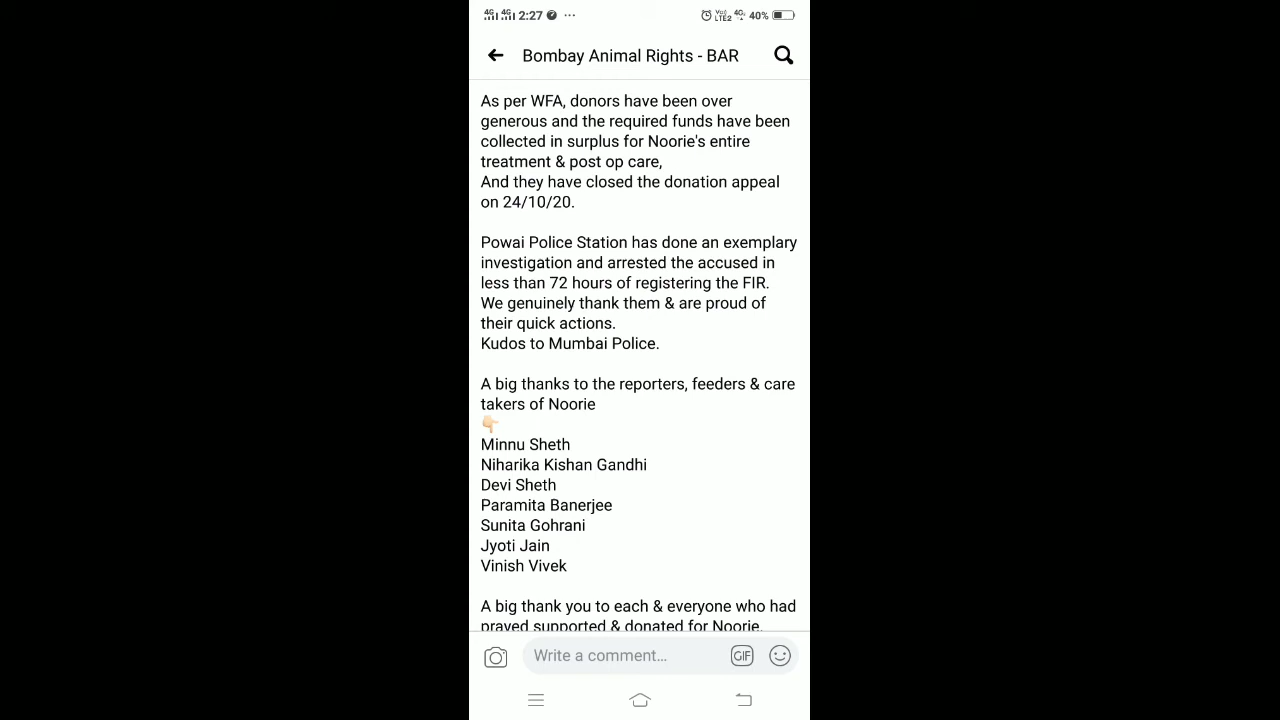 4G 4G 2:27 ...
Vo) LTE2 4G 40%
Bombay Animal Rights - BAR
As per WFA, donors have been over
generous and the required funds have been
collected in surplus for Noorie's entire
treatment & post op care,
And they have closed the donation appeal
on 24/10/20.
Powai Police Station has done an exemplary
investigation and arrested the accused in
less than 72 hours of registering the FIR.
We genuinely thank them & are proud of
their quick actions.
Kudos to Mumbai Police.
A big thanks to the reporters, feeders & care
takers of Noorie
👇🏻
Minnu Sheth
Niharika Kishan Gandhi
Devi Sheth
Paramita Banerjee
Sunita Gohrani
Jyoti Jain
Vinish Vivek
A big thank you to each & everyone who had
prayed supported & donated for Noorie.
Write a comment...
GIF